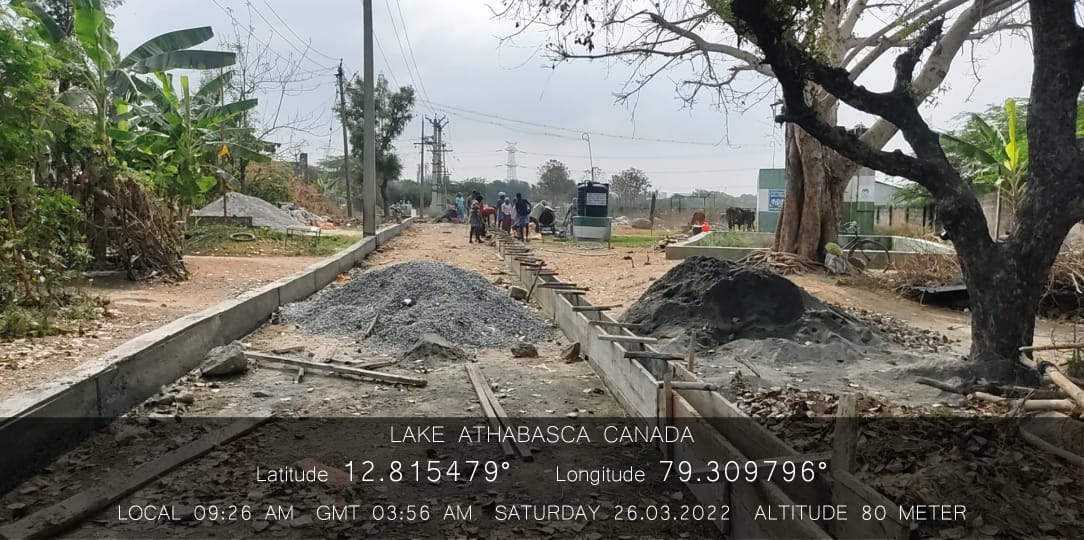 LAKE ATHABASCA CANADA
Latitude 12.815479° Longitude 79.309796°
LOCAL 09:26 AM GMT 03:56 AM SATURDAY 26.03.2022 ALTITUDE 80 METER